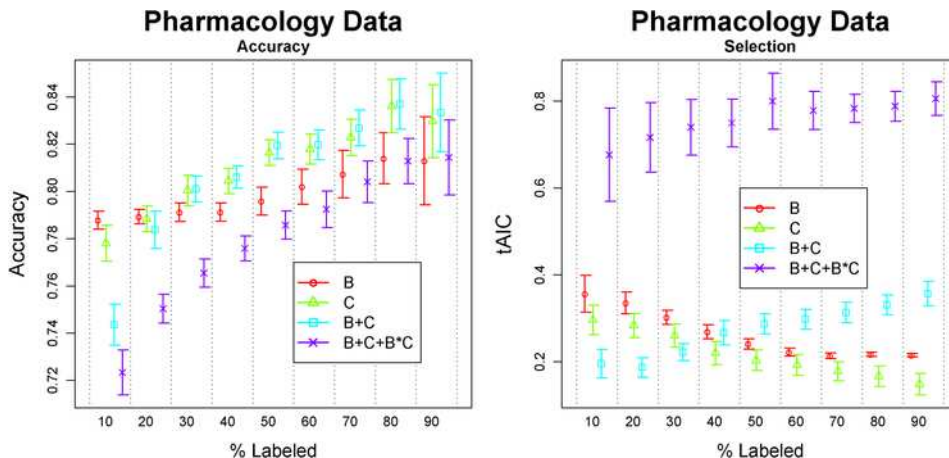 Pharmacology Data
Accuracy
Accuracy
0.84
0.82
0.80
0.78
0.76
0.74
0.72
B
C
B+C
B+C+B*C
10 20 30 40 50 60 70 80 90
% Labeled
Pharmacology Data
Selection
tAIC
0.8
0.6
0.4
0.2
B
C
B+C
B+C+B*C
10 20 30 40 50 60 70 80 90
% Labeled